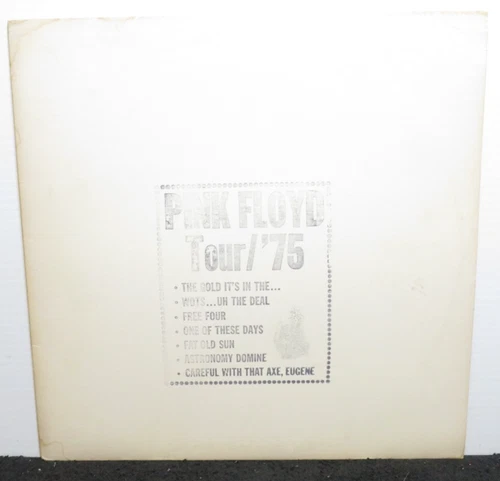 PINK FLOYD
Tour/'75
• THE GOLD IT'S IN THE...
• WOTS...UH THE DEAL
• FREE FOUR
• ONE OF THESE DAYS
• FAT OLD SUN
• ASTRONOMY DOMINE
• CAREFUL WITH THAT AXE, EUGENE